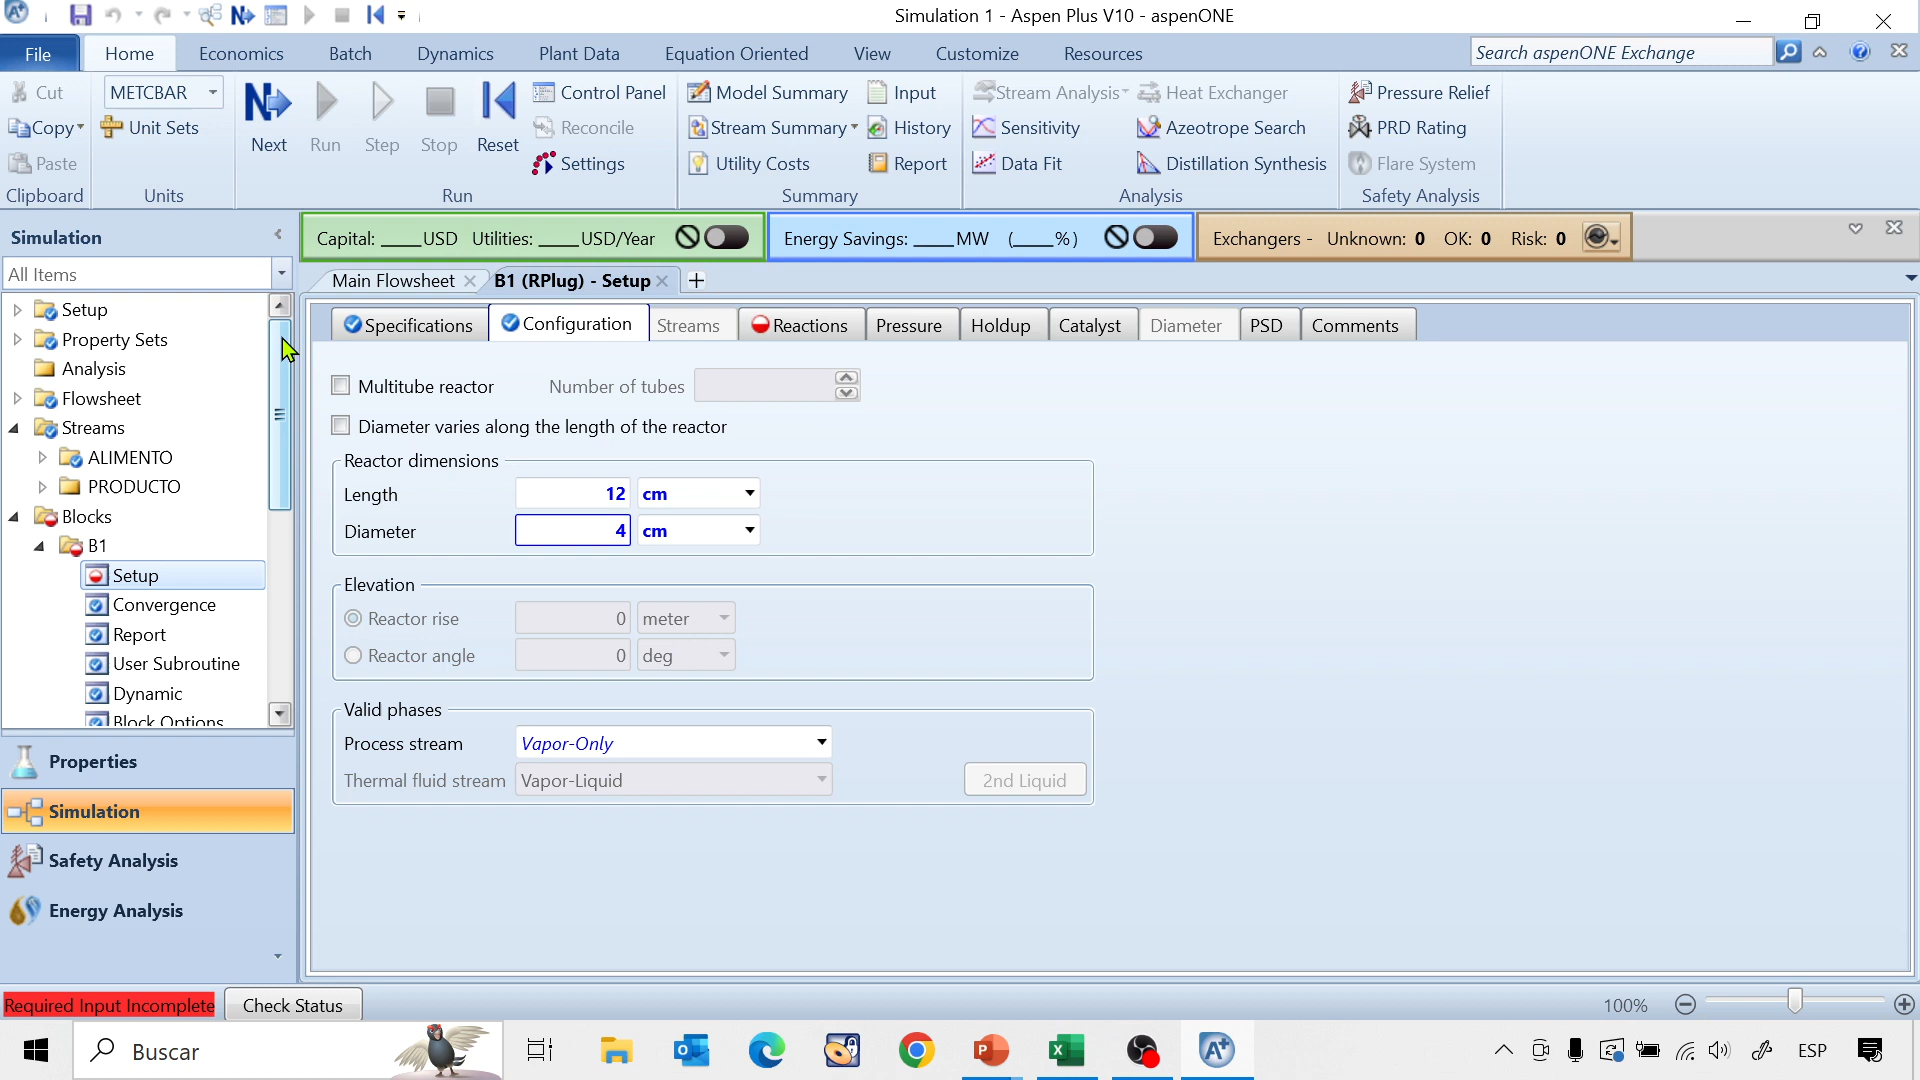 Simulation 1 - Aspen Plus V10 - aspenONE
File Home Economics Batch Dynamics Plant Data Equation Oriented View Customize Resources Search aspenONE Exchange
Cut METCBAR Control Panel Model Summary Input Stream Analysis Heat Exchanger Pressure Relief
Copy Unit Sets Reconcile Stream Summary History Sensitivity Azeotrope Search PRD Rating
Next Run Step Stop Reset
Paste Settings Utility Costs Report Data Fit Distillation Synthesis Flare System
Clipboard Units Run Summary Analysis Safety Analysis
Simulation
Capital: ____USD Utilities: ____USD/Year Energy Savings: ____MW (____%) Exchangers - Unknown: 0 OK: 0 Risk: 0
All Items
Main Flowsheet B1 (RPlug) - Setup
Setup
Property Sets
Analysis
Flowsheet
Streams
ALIMENTO
PRODUCTO
Blocks
B1
Setup
Convergence
Report
User Subroutine
Dynamic
Block Options
Properties
Simulation
Safety Analysis
Energy Analysis
Specifications Configuration Streams Reactions Pressure Holdup Catalyst Diameter PSD Comments
Multitube reactor Number of tubes
Diameter varies along the length of the reactor
Reactor dimensions
Length 12 cm
Diameter 4 cm
Elevation
Reactor rise 0 meter
Reactor angle 0 deg
Valid phases
Process stream Vapor-Only
Thermal fluid stream Vapor-Liquid 2nd Liquid
Required Input Incomplete Check Status 100%
Buscar ESP